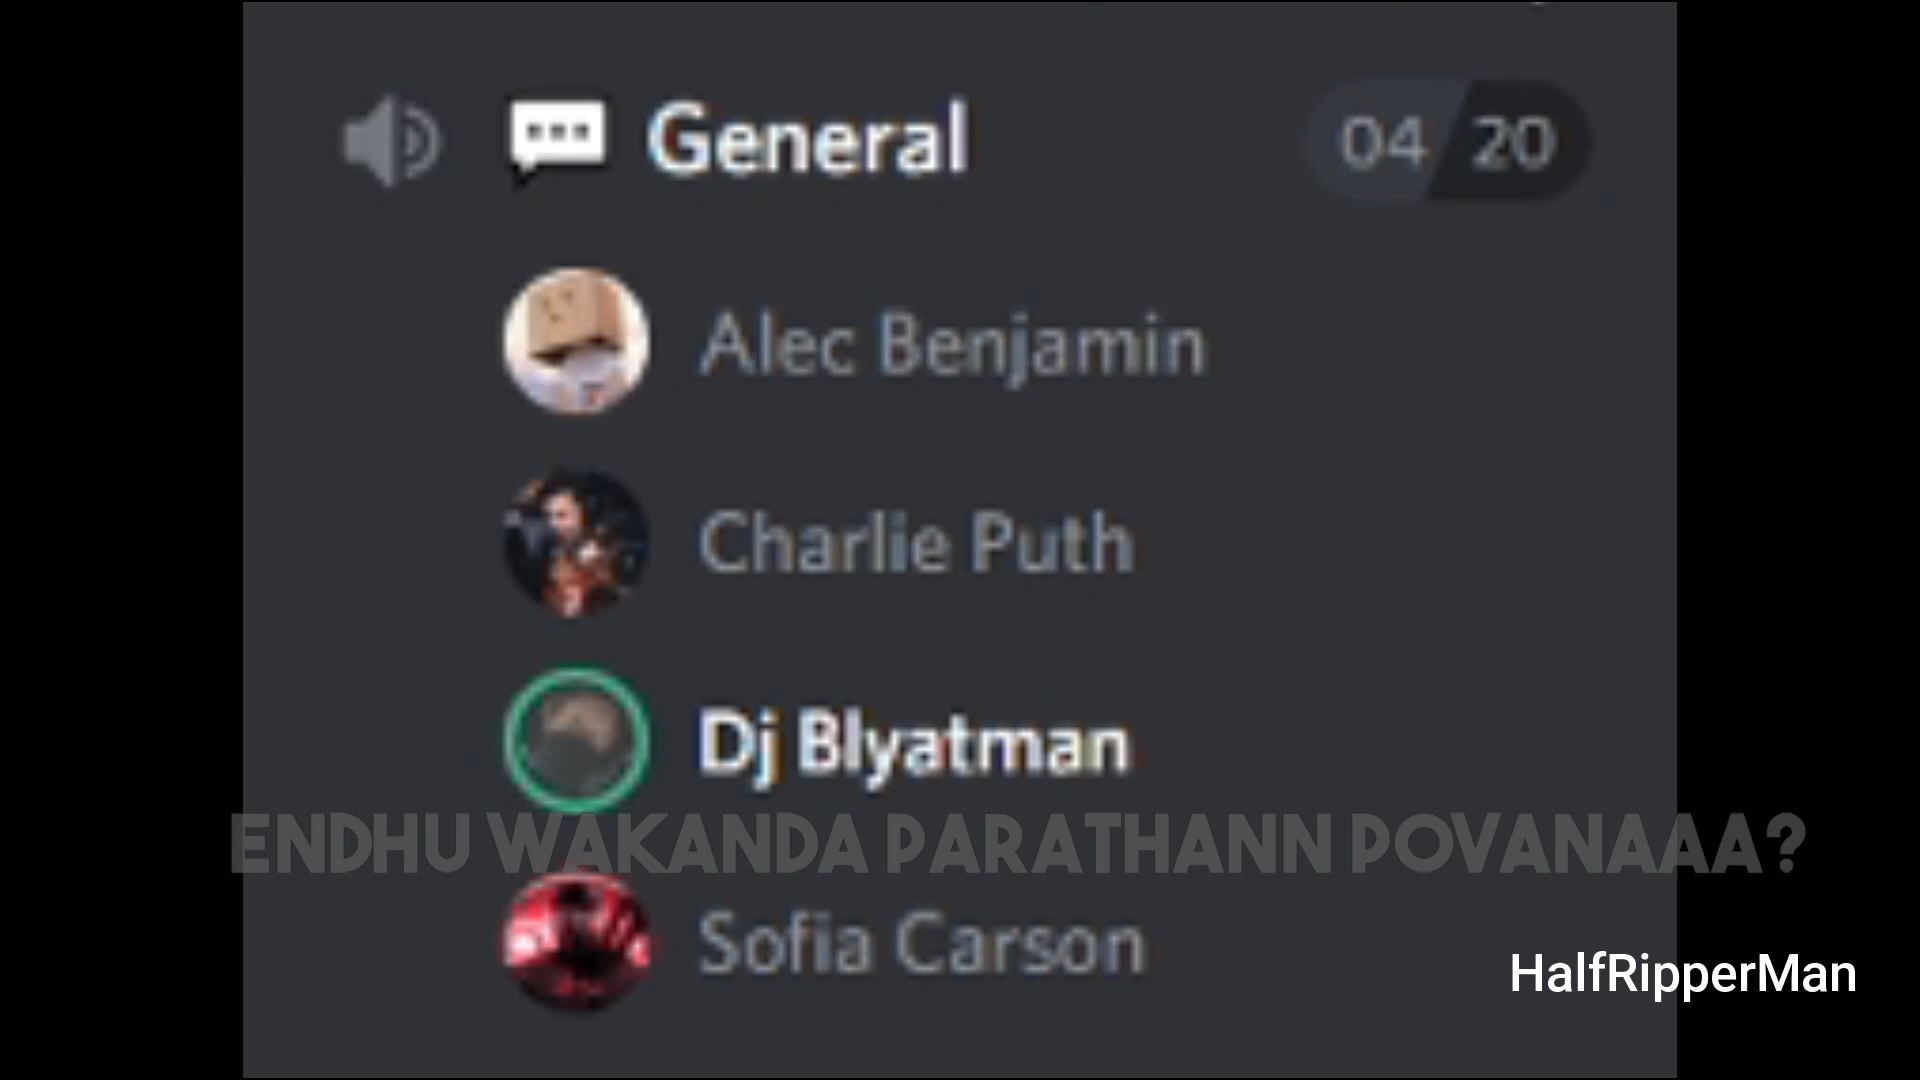 General 04 20
Alec Benjamin
Charlie Puth
Dj Blyatman
ENDHU WAKANDA PARATHANN POVANAAA?
Sofia Carson
HalfRipperMan